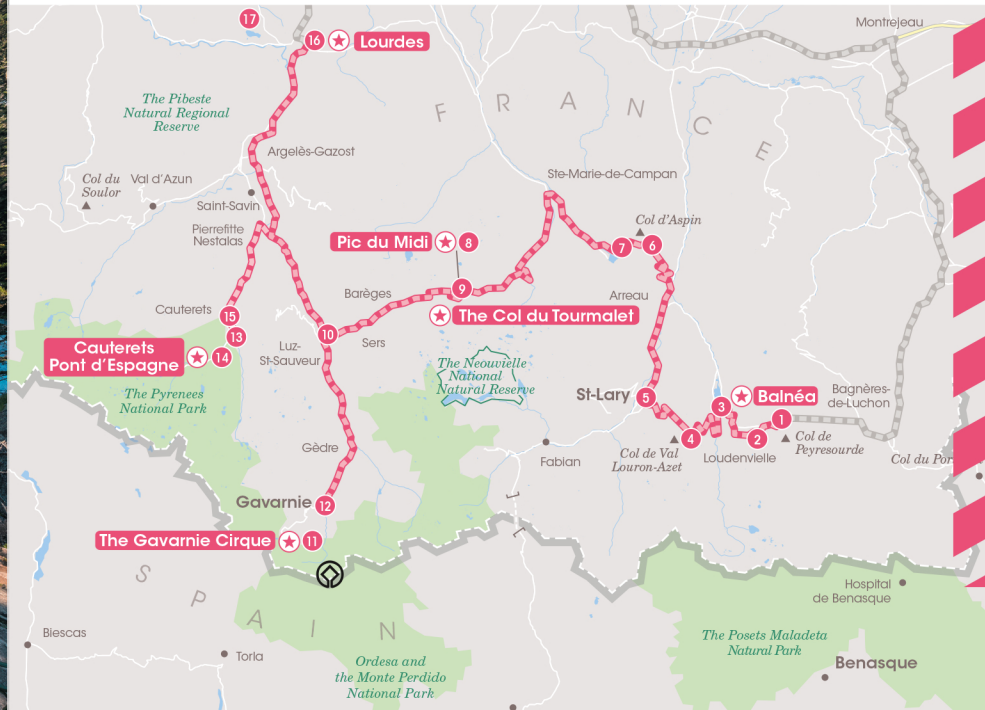 17
Montrejeau
16 Lourdes
The Pibeste
Natural Regional
Reserve
FRANCE
Argelès-Gazost
Ste-Marie-de-Campan
Col du
Soulor
Val d'Azun
Saint-Savin
Col d'Aspin
Pierrefitte
Nestalas
Pic du Midi 8
7
6
9
Barèges
Arreau
Cauterets
15
The Col du Tourmalet
13
10
Sers
Luz-
St-Sauveur
Cauterets
Pont d'Espagne
14
The Neouvielle
National
Natural Reserve
The Pyrenees
National Park
St-Lary
5
3
Balnéa
Bagnères-
de-Luchon
1
2
4
Col de
Peyresourde
Col de Val
Louron-Azet
Loudenvielle
Gèdre
Fabian
Col du Por
Gavarnie
12
The Gavarnie Cirque
11
SPAIN
Hospital
de Benasque
Biescas
Torla
The Posets Maladeta
Natural Park
Ordesa and
the Monte Perdido
National Park
Benasque